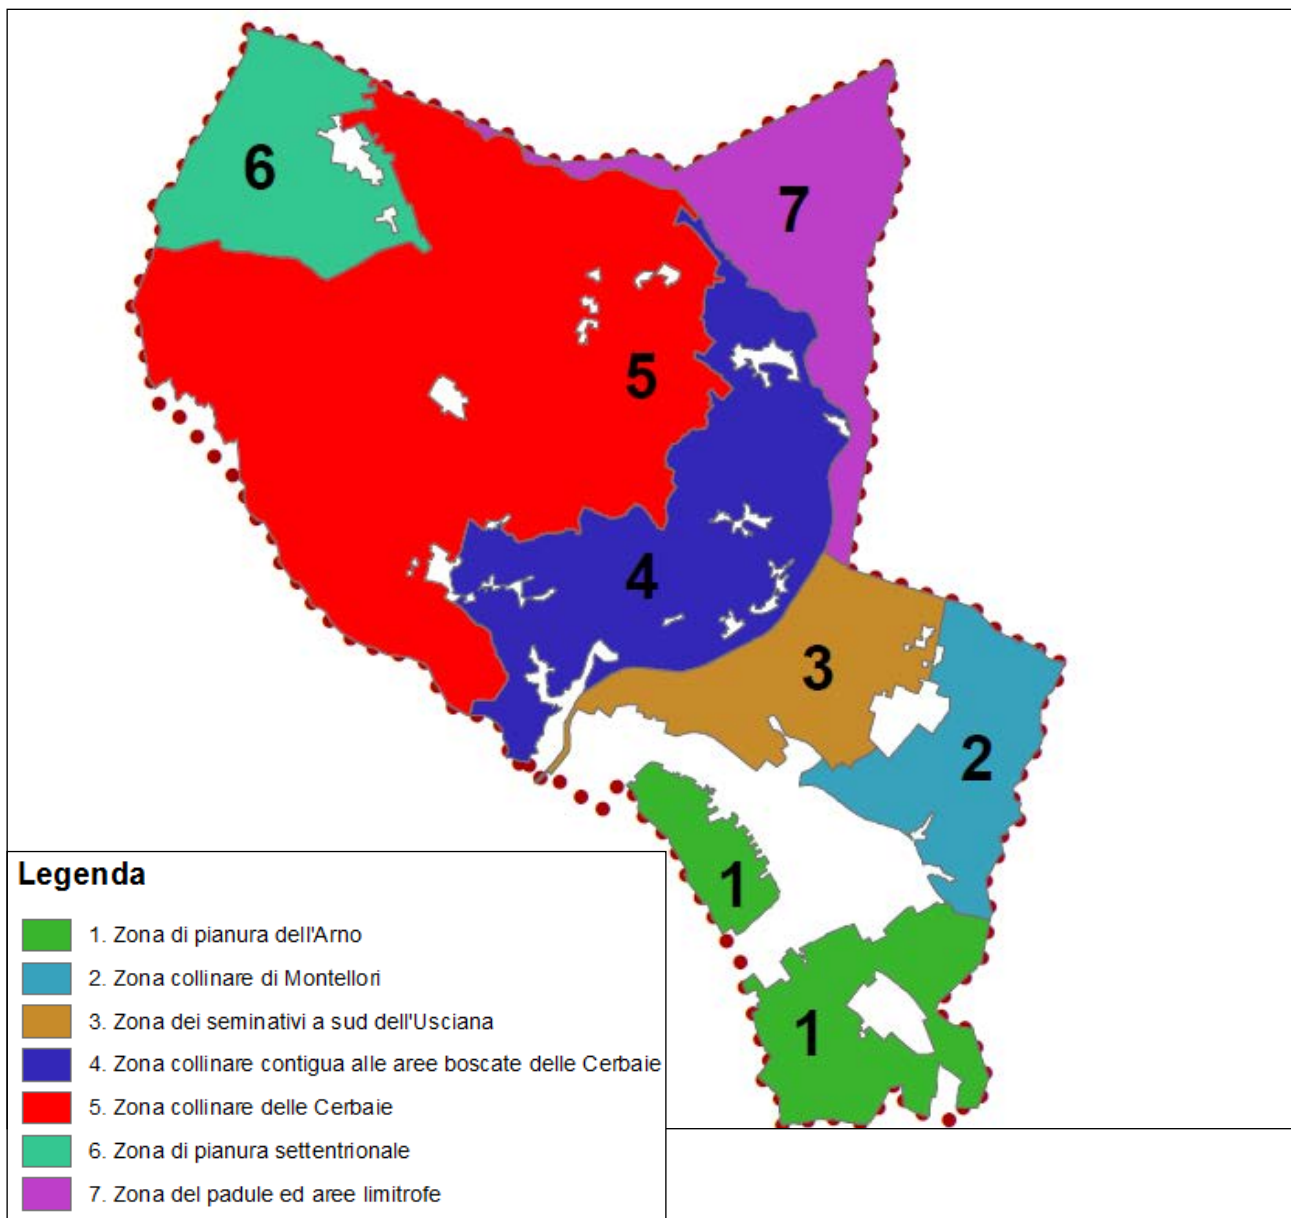 6
7
5
4
3
2
1
1
Legenda
1. Zona di pianura dell'Arno
2. Zona collinare di Montellori
3. Zona dei seminativi a sud dell'Usciana
4. Zona collinare contigua alle aree boscate delle Cerbaie
5. Zona collinare delle Cerbaie
6. Zona di pianura settentrionale
7. Zona del padule ed aree limitrofe